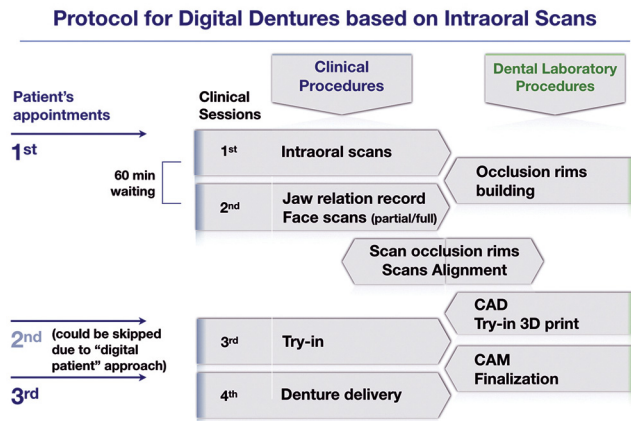 Protocol for Digital Dentures based on Intraoral Scans
Clinical
Procedures
Dental Laboratory
Procedures
Patient's
appointments
Clinical
Sessions
1st
1st Intraoral scans
60 min
waiting
Occlusion rims
building
2nd
Jaw relation record
Face scans (partial/full)
Scan occlusion rims
Scans Alignment
CAD
Try-in 3D print
2nd
(could be skipped
due to "digital
patient" approach)
3rd Try-in
CAM
Finalization
3rd
4th Denture delivery